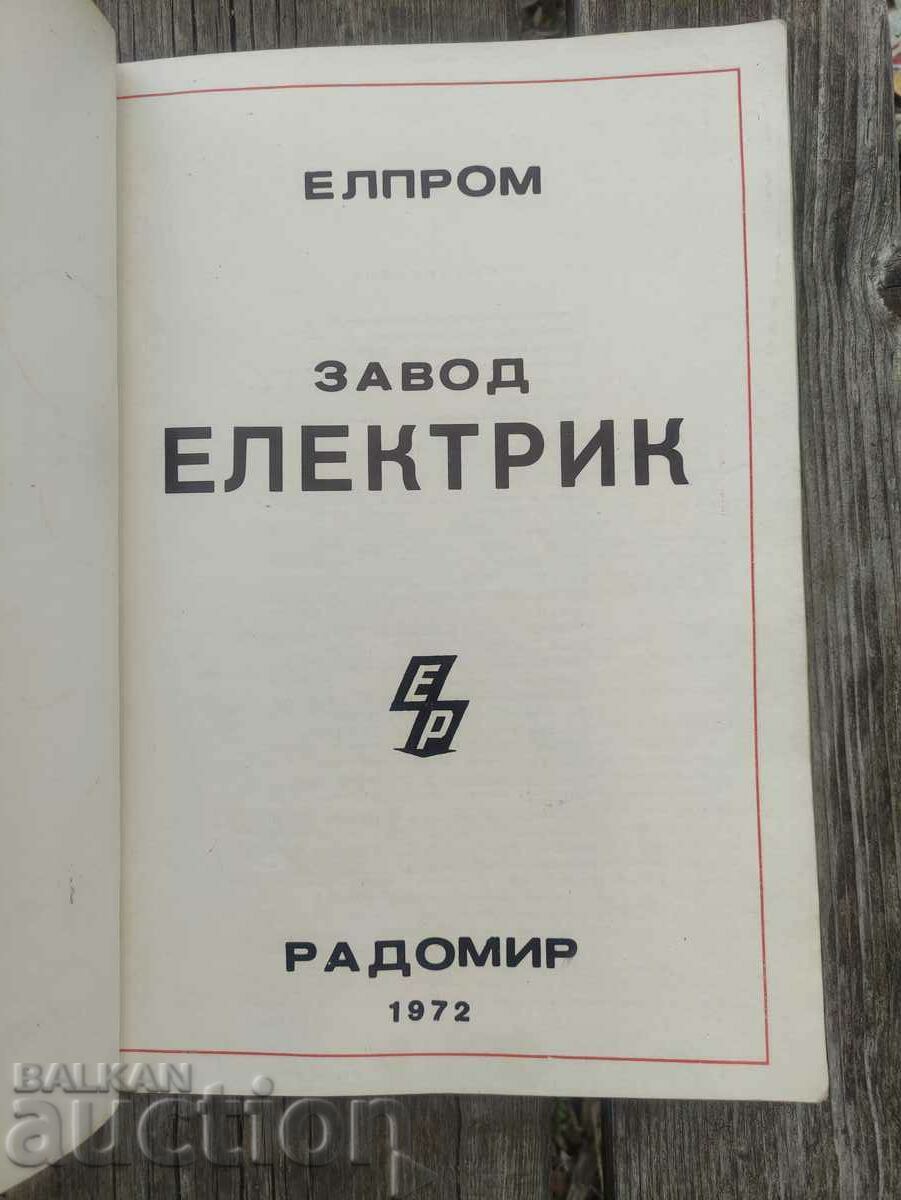 ЕЛПРОМ
ЗАВОД
ЕЛЕКТРИК
ЕР
РАДОМИР
1972
BALKAN
auction